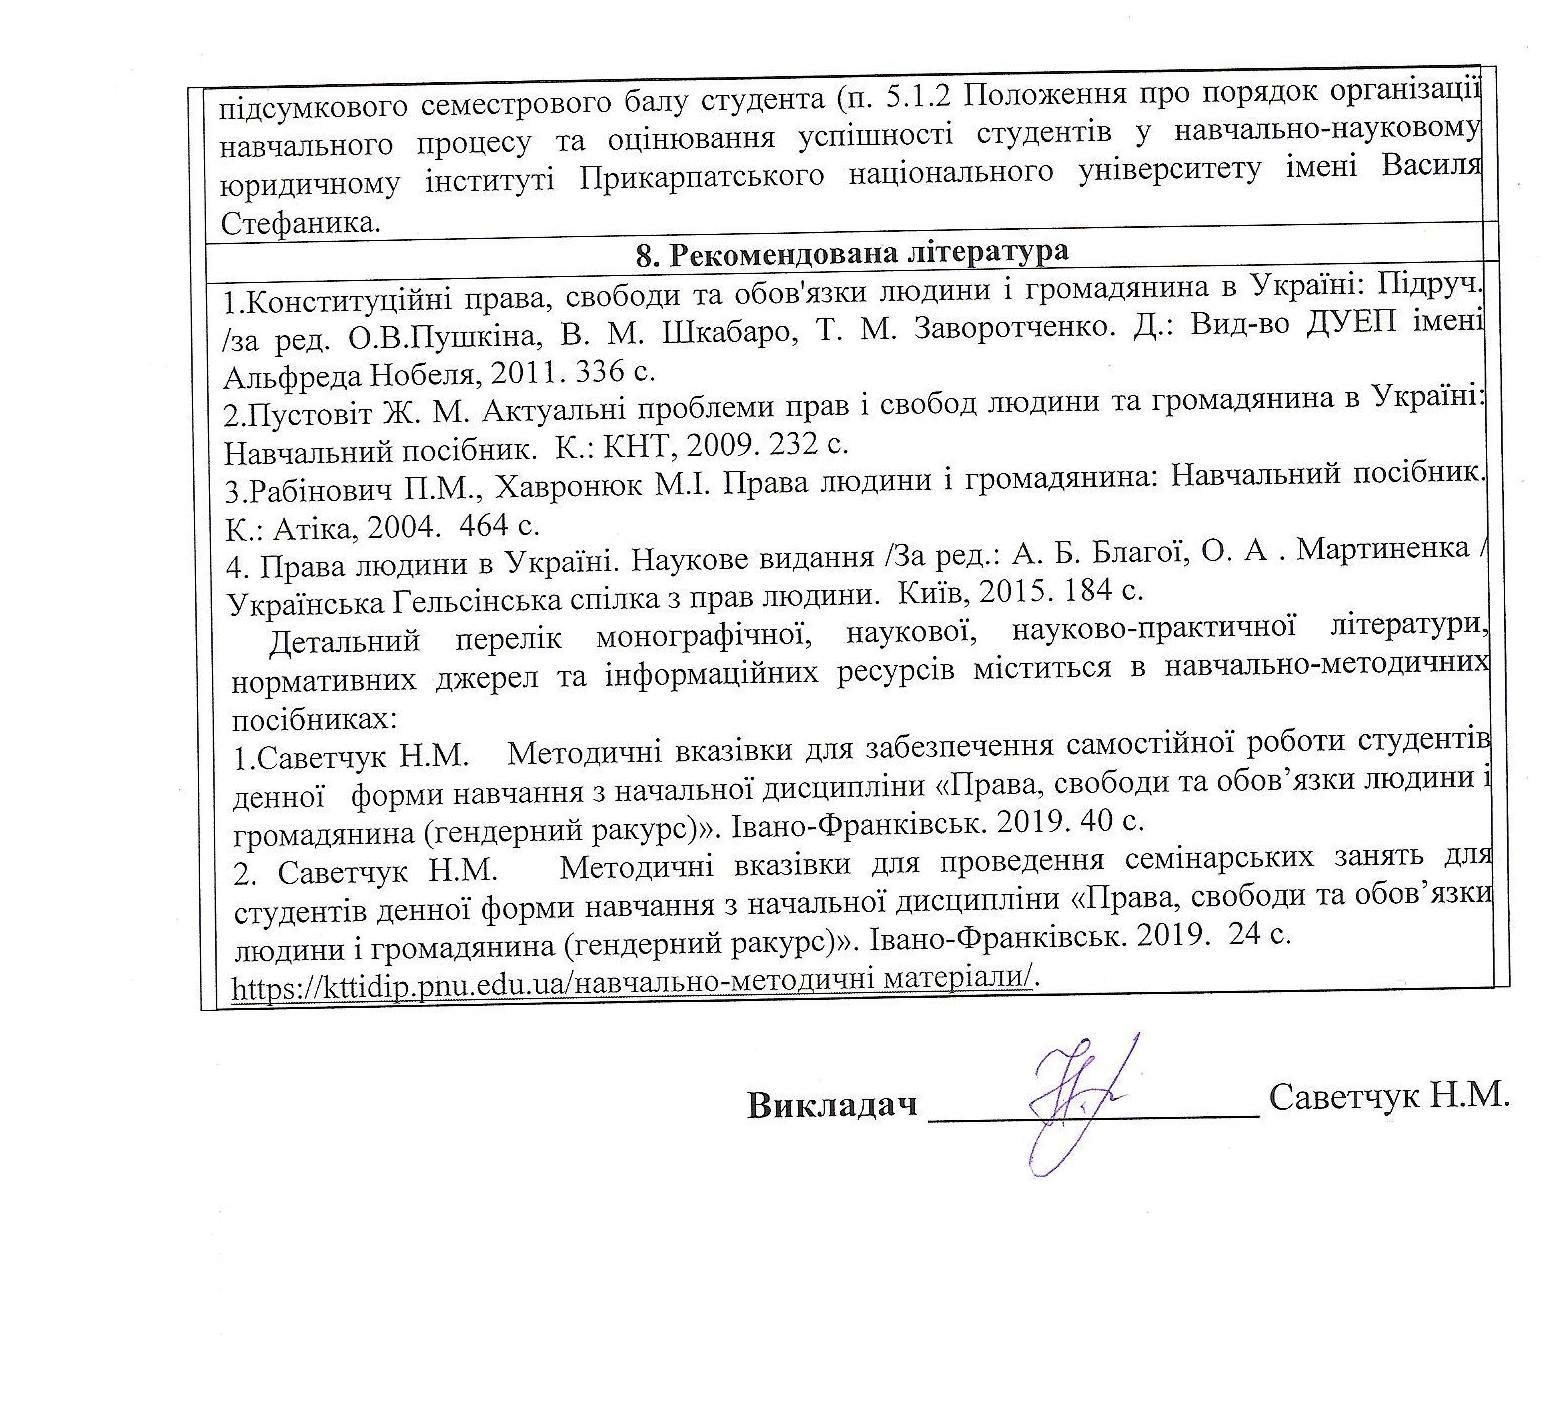 підсумкового семестрового балу студента (п. 5.1.2 Положення про порядок організації
навчального процесу та оцінювання успішності студентів у навчально-науковому
юридичному інституті Прикарпатського національного університету імені Василя
Стефаника.
8. Рекомендована література
1.Конституційні права, свободи та обов'язки людини і громадянина в Україні: Підруч.
/за ред. О.В.Пушкіна, В. М. Шкабаро, Т. М. Заворотченко. Д.: Вид-во ДУЕП імені
Альфреда Нобеля, 2011. 336 с.
2.Пустовіт Ж. М. Актуальні проблеми прав і свобод людини та громадянина в Україні:
Навчальний посібник. К.: КНТ, 2009. 232 с.
3.Рабінович П.М., Хавронюк М.І. Права людини і громадянина: Навчальний посібник.
К.: Атіка, 2004. 464 с.
4. Права людини в Україні. Наукове видання /За ред.: А. Б. Благої, О. А . Мартиненка /
Українська Гельсінська спілка з прав людини. Київ, 2015. 184 с.
Детальний перелік монографічної, наукової, науково-практичної літератури,
нормативних джерел та інформаційних ресурсів міститься в навчально-методичних
посібниках:
1.Саветчук Н.М. Методичні вказівки для забезпечення самостійної роботи студентів
денної форми навчання з начальної дисципліни «Права, свободи та обов’язки людини і
громадянина (гендерний ракурс)». Івано-Франківськ. 2019. 40 с.
2. Саветчук Н.М. Методичні вказівки для проведення семінарських занять для
студентів денної форми навчання з начальної дисципліни «Права, свободи та обов’язки
людини і громадянина (гендерний ракурс)». Івано-Франківськ. 2019. 24 с.
https://kttidip.pnu.edu.ua/навчально-методичні матеріали/.
Викладач Саветчук Н.М.